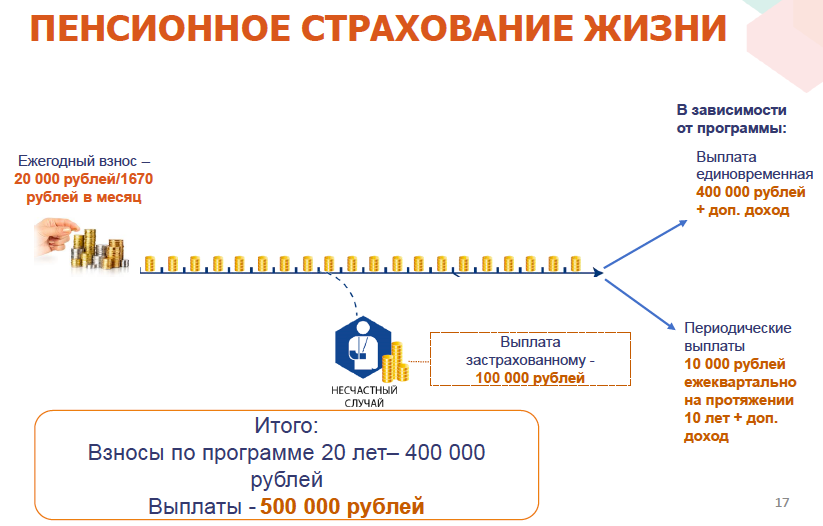 ПЕНСИОННОЕ СТРАХОВАНИЕ ЖИЗНИ
В зависимости
от программы:
Выплата
единовременная
400 000 рублей
+ доп. доход
Ежегодный взнос –
20 000 рублей/1670
рублей в месяц
Периодические
выплаты
10 000 рублей
ежеквартально
на протяжении
10 лет + доп.
доход
Выплата
застрахованному -
100 000 рублей
НЕСЧАСТНЫЙ
СЛУЧАЙ
Итого:
Взносы по программе 20 лет– 400 000
рублей
Выплаты - 500 000 рублей
17